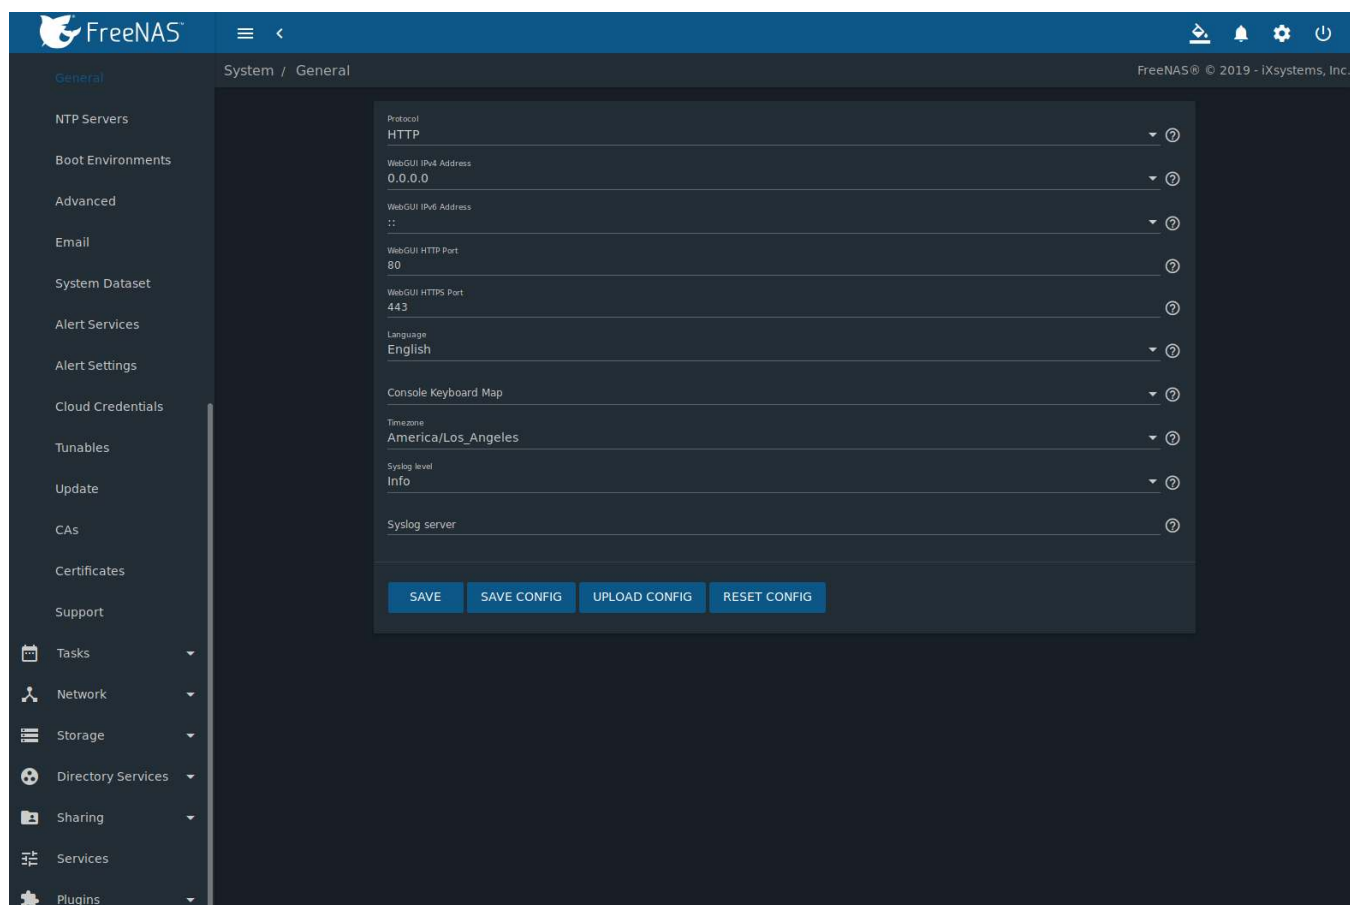 FreeNAS
General
NTP Servers
Boot Environments
Advanced
Email
System Dataset
Alert Services
Alert Settings
Cloud Credentials
Tunables
Update
CAs
Certificates
Support
Tasks
Network
Storage
Directory Services
Sharing
Services
Plugins
System / General
FreeNAS® © 2019 - iXsystems, Inc.
Protocol
HTTP
WebGUI IPv4 Address
0.0.0.0
WebGUI IPv6 Address
::
WebGUI HTTP Port
80
WebGUI HTTPS Port
443
Language
English
Console Keyboard Map
Timezone
America/Los_Angeles
Syslog level
Info
Syslog server
SAVE SAVE CONFIG UPLOAD CONFIG RESET CONFIG